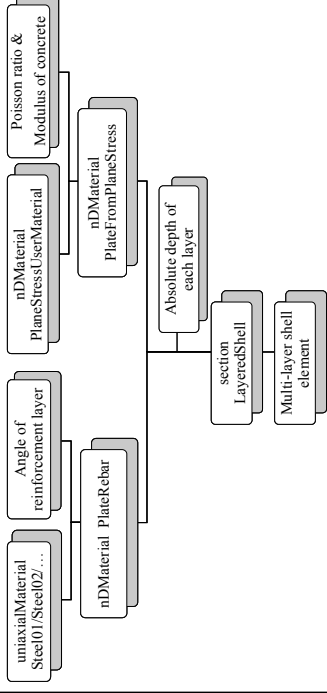 uniaxialMaterial
Steel01/Steel02/…
Angle of
reinforcement layer
nDMaterial
PlaneStressUserMaterial
Poisson ratio &
Modulus of concrete
nDMaterial PlateRebar
nDMaterial
PlateFromPlaneStress
Absolute depth of
each layer
section
LayeredShell
Multi-layer shell
element